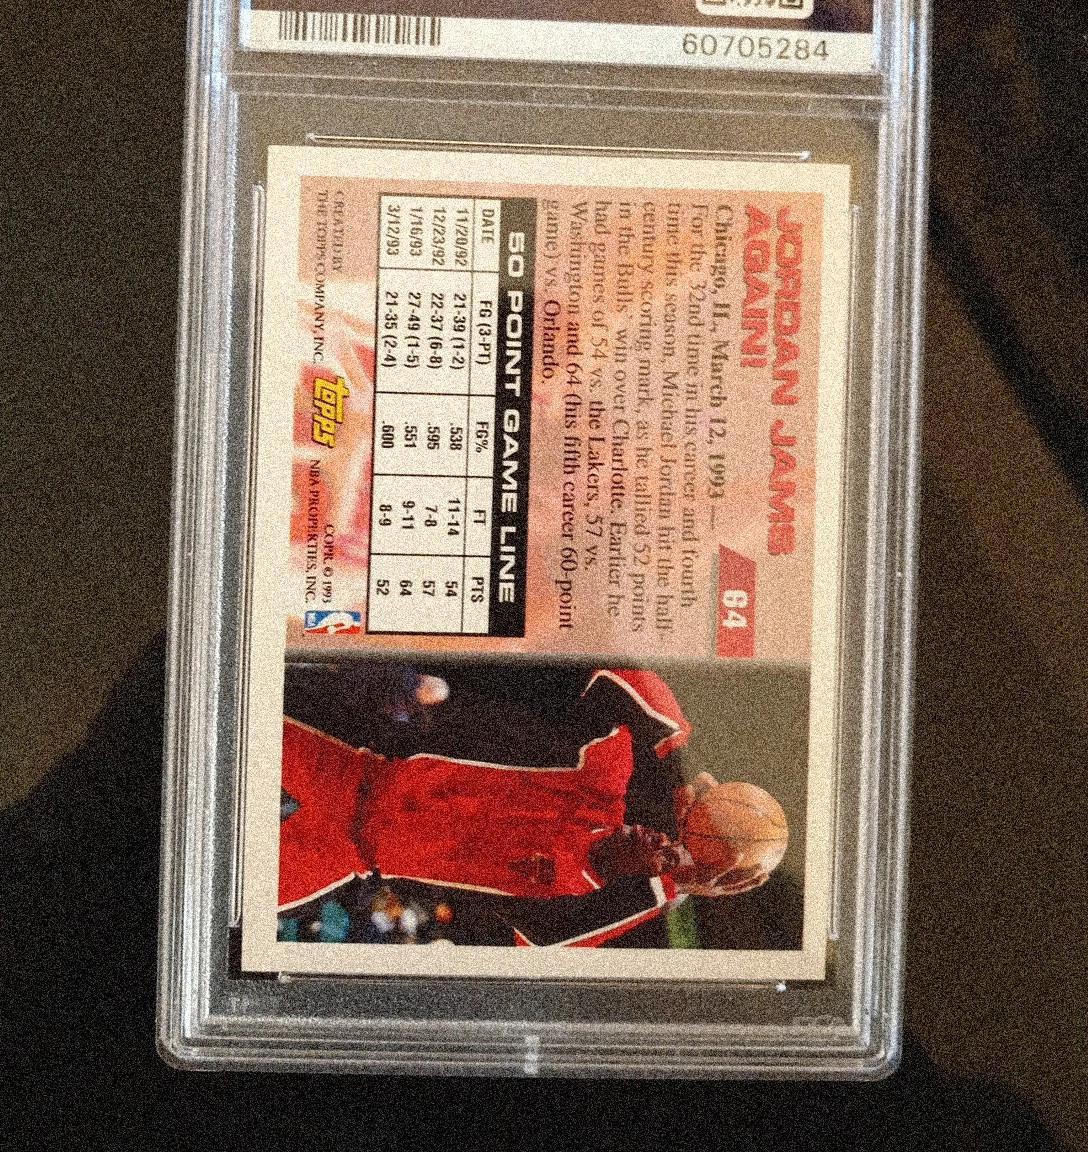 60705284
JORDAN JAMS
AGAIN!
64
Chicago, IL, March 12, 1993 —
For the 32nd time in his career and fourth
time this season, Michael Jordan hit the half-
century scoring mark, as he tallied 52 points
in the Bulls' win over Charlotte. Earlier he
had games of 54 vs. the Lakers, 57 vs.
Washington and 64 (his fifth career 60-point
game) vs. Orlando.
50 POINT GAME LINE
DATE FG (3-PT) FG% FT PTS
11/20/92 21-39 (1-2) .538 11-14 54
12/23/92 22-37 (6-8) .595 7-8 57
1/16/93 27-49 (1-5) .551 9-11 64
3/12/93 21-35 (2-4) .600 8-9 52
CREATED BY
THE TOPPS COMPANY, INC.
Topps
COPR. © 1993
NBA PROPERTIES, INC.